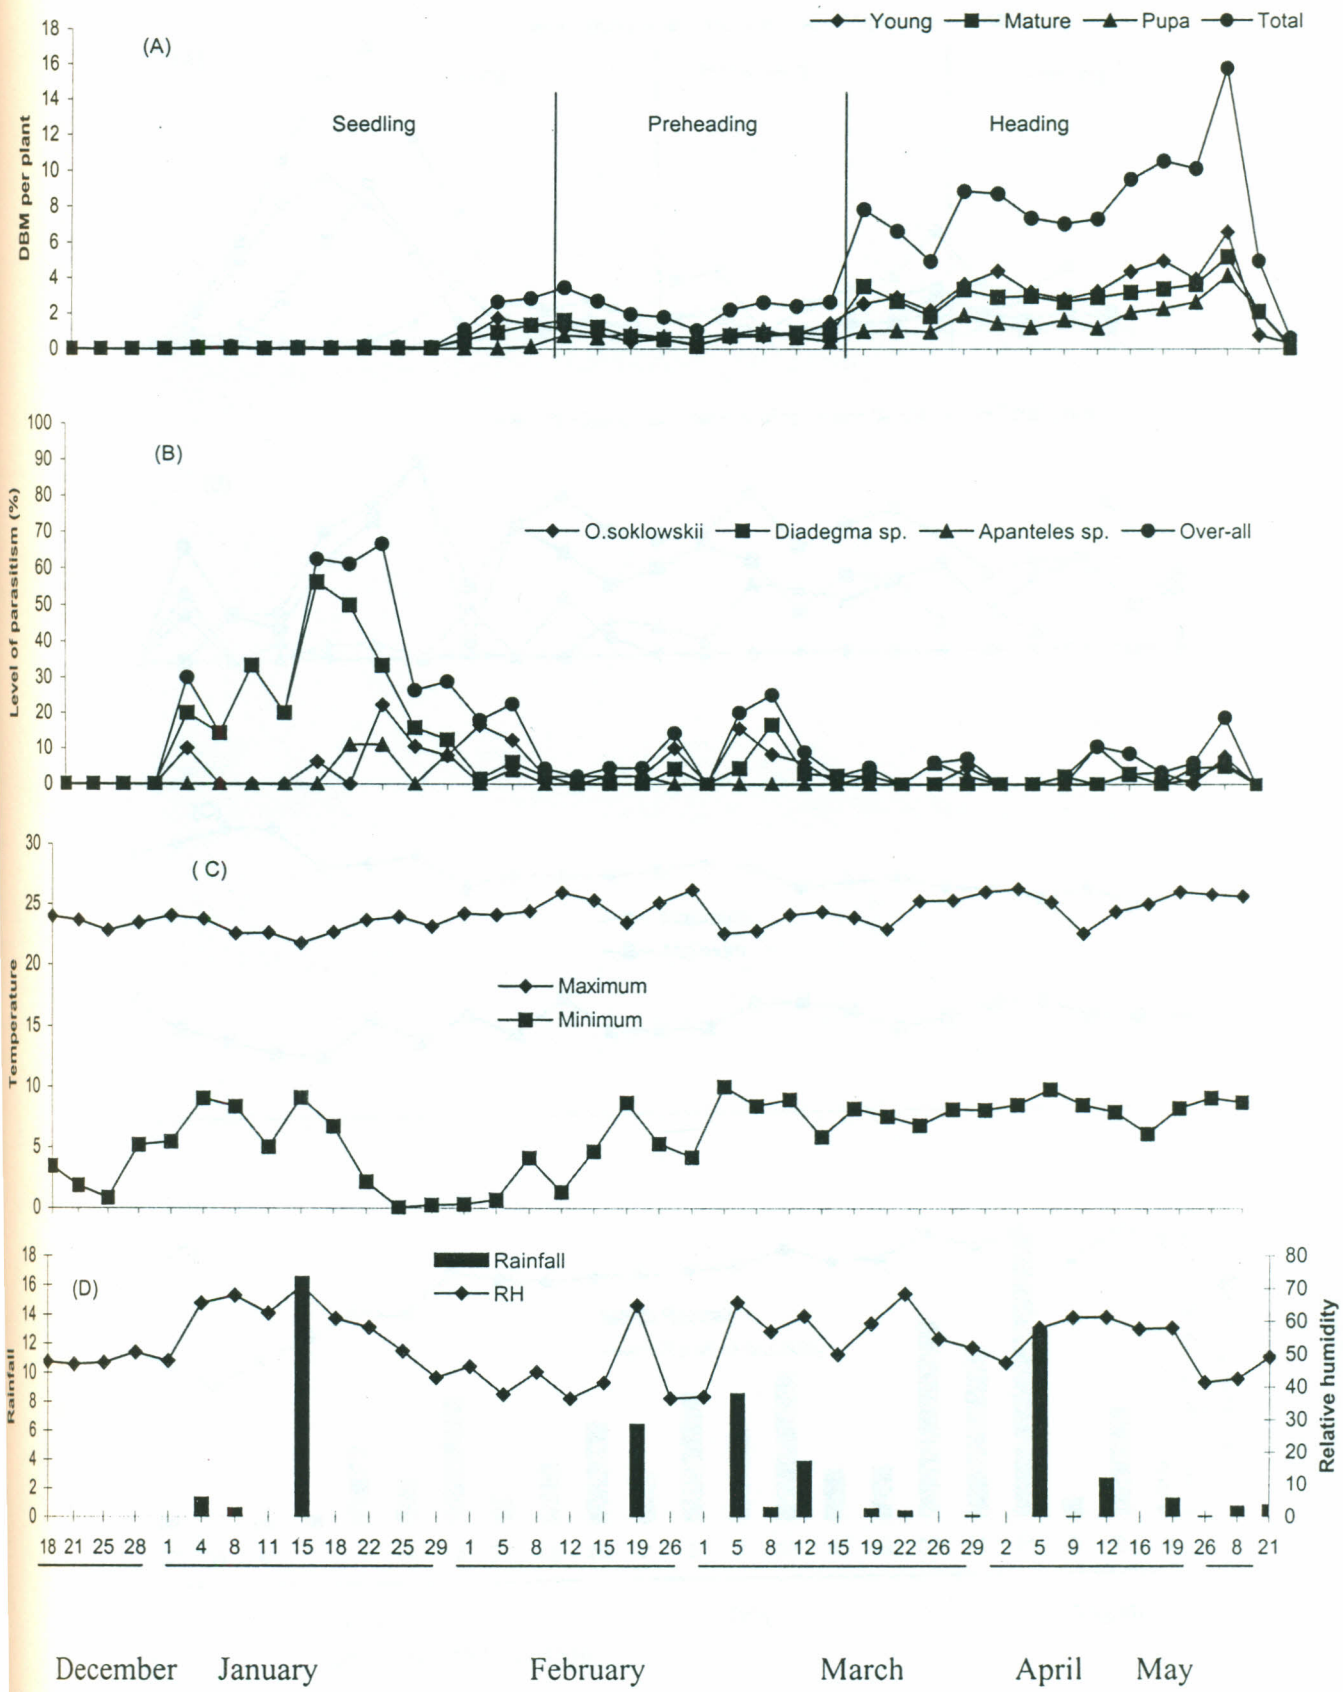 Young Mature Pupa Total
(A)
Seedling Preheading Heading
DBM per plant
18
16
14
12
10
8
6
4
2
0
(B)
O.soklowskii Diadegma sp. Apanteles sp. Over-all
Level of parasitism (%)
100
90
80
70
60
50
40
30
20
10
0
( C)
Maximum
Minimum
Temperature
30
25
20
15
10
5
0
(D)
Rainfall
RH
Rainfall
18
16
14
12
10
8
6
4
2
0
Relative humidity
80
70
60
50
40
30
20
10
0
18 21 25 28 1 4 8 11 15 18 22 25 29 1 5 8 12 15 19 26 1 5 8 12 15 19 22 26 29 2 5 9 12 16 19 26 8 21
December January February March April May